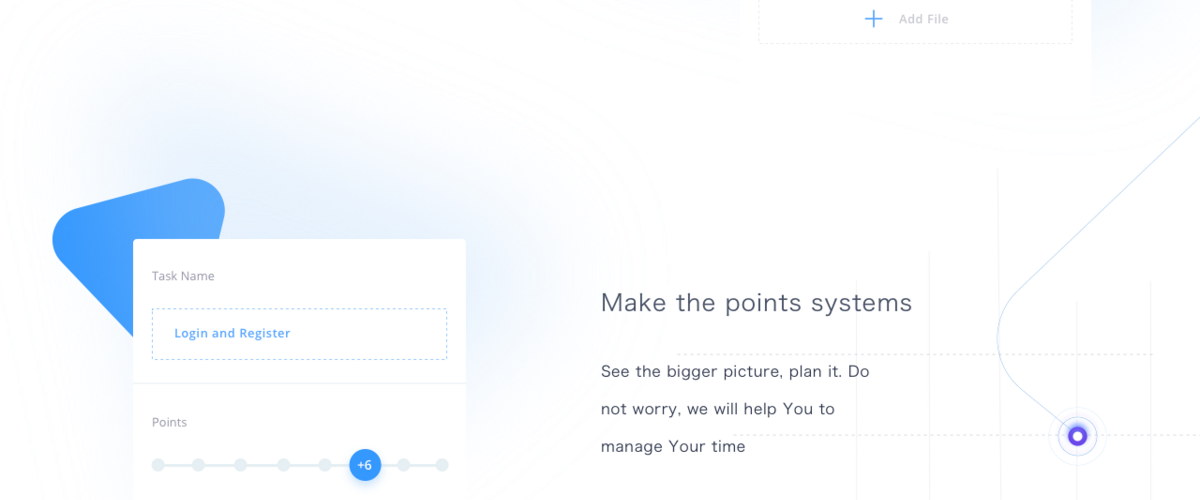 Add File
Task Name
Login and Register
Points
+6
Make the points systems
See the bigger picture, plan it. Do
not worry, we will help You to
manage Your time